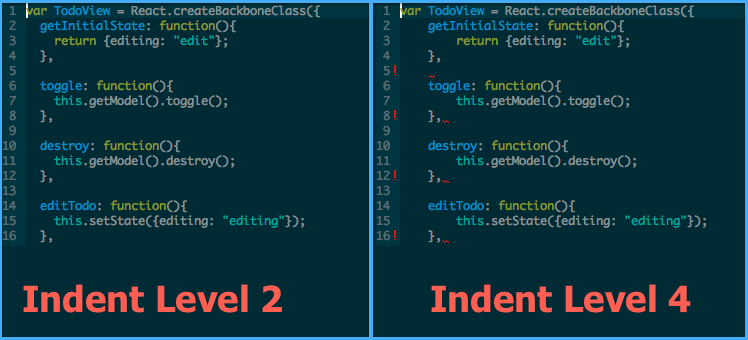 1 var TodoView = React.createBackboneClass({
2   getInitialState: function(){
3     return {editing: "edit"};
4   },
5
6   toggle: function(){
7     this.getModel().toggle();
8   },
9
10   destroy: function(){
11     this.getModel().destroy();
12   },
13
14   editTodo: function(){
15     this.setState({editing: "editing"});
16   },
Indent Level 2
1 var TodoView = React.createBackboneClass({
2     getInitialState: function(){
3         return {editing: "edit"};
4     },
5 !
6     toggle: function(){
7         this.getModel().toggle();
8 !     },
9
10     destroy: function(){
11         this.getModel().destroy();
12 !     },
13
14     editTodo: function(){
15         this.setState({editing: "editing"});
16 !     },
Indent Level 4